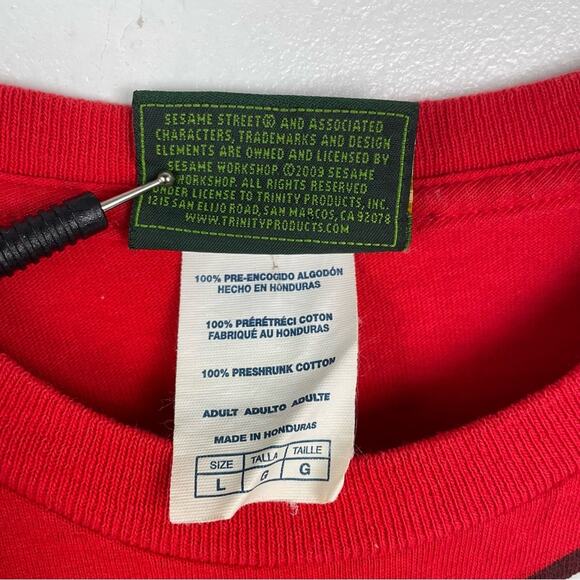 SESAME STREET® AND ASSOCIATED
CHARACTERS, TRADEMARKS AND DESIGN
ELEMENTS ARE OWNED AND LICENSED BY
SESAME WORKSHOP. ©2009 SESAME
WORKSHOP. ALL RIGHTS RESERVED
UNDER LICENSE TO TRINITY PRODUCTS, INC.
1215 SAN ELIJO ROAD, SAN MARCOS, CA 92078
WWW.TRINITYPRODUCTS.COM
100% PRE-ENCOGIDO ALGODÓN
HECHO EN HONDURAS
100% PRÉRÉTRÉCI COTON
FABRIQUÉ AU HONDURAS
100% PRESHRUNK COTTON
ADULT ADULTO ADULTE
MADE IN HONDURAS
SIZE TALLA TAILLE
L G G